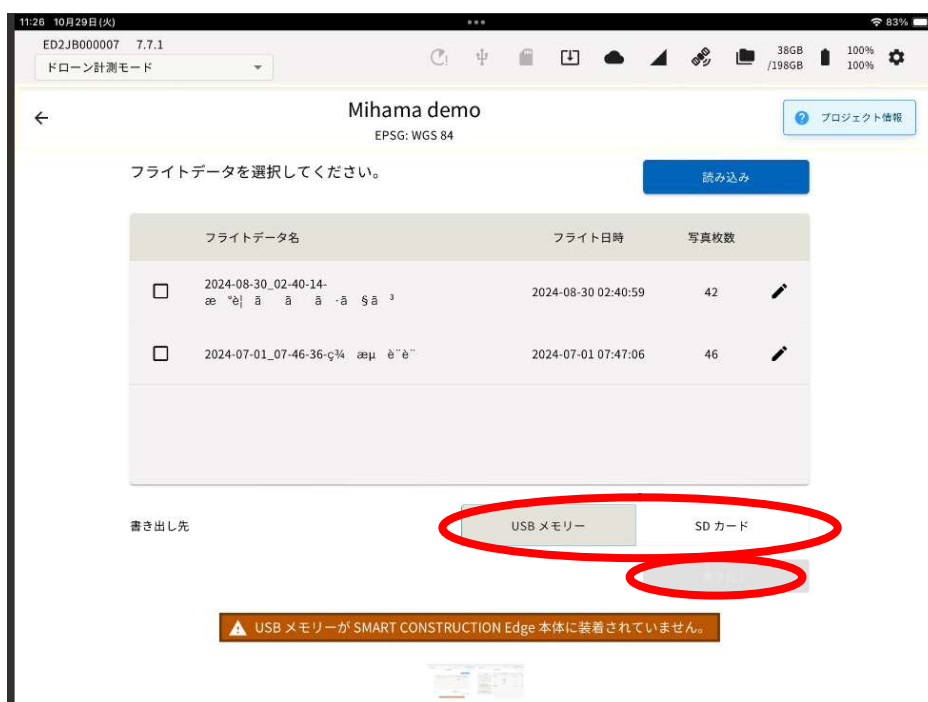 11:26 10月29日(火)
83%
ED2JB000007 7.7.1
ドローン計測モード
38GB
/198GB
100%
100%
Mihama demo
EPSG: WGS 84
プロジェクト情報
フライトデータを選択してください。
読み込み
フライトデータ名 フライト日時 写真枚数
2024-08-30_02-40-14-
æ °è¦ ã ã ã ·ã §ã ³
2024-08-30 02:40:59 42
2024-07-01_07-46-36-ç¾ æµ è¨è¨ 2024-07-01 07:47:06 46
書き出し先
USB メモリー
SD カード
USB メモリーが SMART CONSTRUCTION Edge 本体に装着されていません。